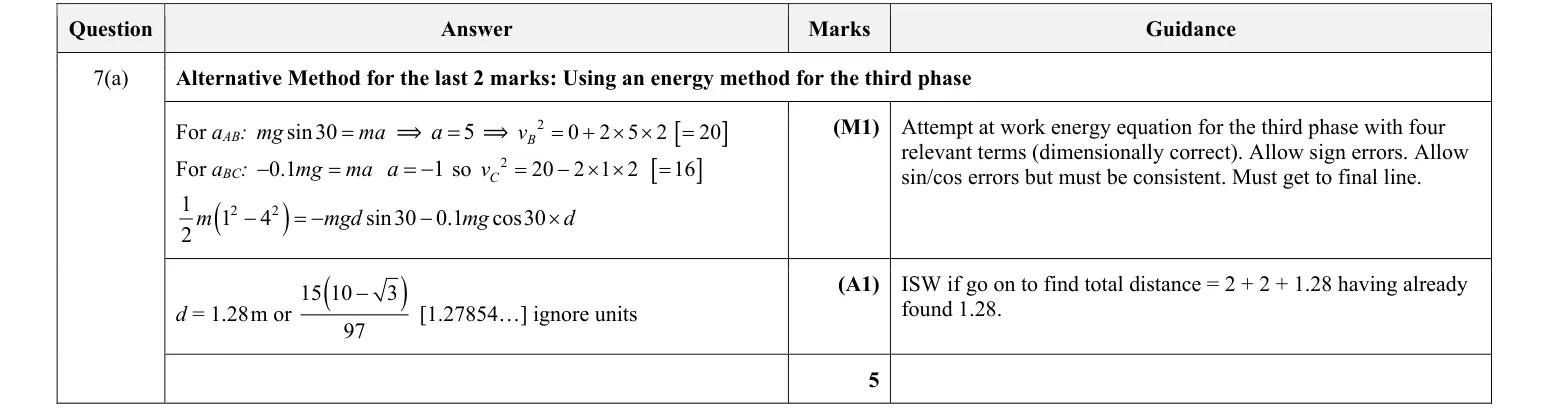 Question Answer Marks Guidance
7(a) Alternative Method for the last 2 marks: Using an energy method for the third phase
For a_AB: mg sin 30 = ma ⟹ a = 5 ⟹ v_B² = 0 + 2 × 5 × 2 [= 20]
For a_BC: −0.1mg = ma a = −1 so v_C² = 20 − 2 × 1 × 2 [= 16]
1/2 m(1² − 4²) = −mgd sin 30 − 0.1mg cos 30 × d
(M1)
Attempt at work energy equation for the third phase with four
relevant terms (dimensionally correct). Allow sign errors. Allow
sin/cos errors but must be consistent. Must get to final line.
d = 1.28 m or 15(10 − √3)/97 [1.27854…] ignore units
(A1)
ISW if go on to find total distance = 2 + 2 + 1.28 having already
found 1.28.
5